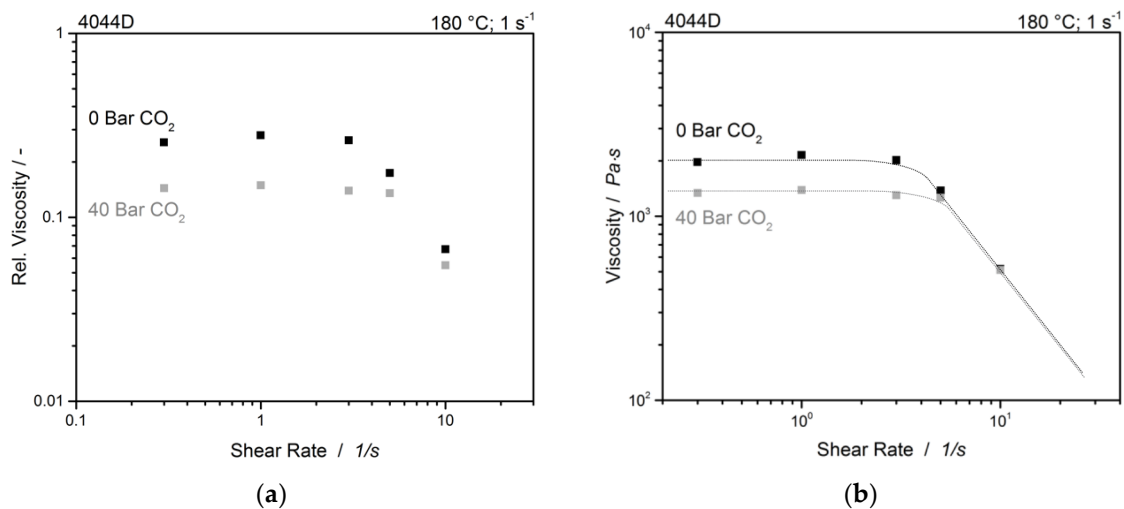 4044D 180 °C; 1 s⁻¹
1
0 Bar CO₂
0.1
40 Bar CO₂
0.01
0.1 1 10
Rel. Viscosity / -
Shear Rate / 1/s
(a)
4044D 180 °C; 1 s⁻¹
10⁴
0 Bar CO₂
10³
40 Bar CO₂
10²
10⁰ 10¹
Viscosity / Pa·s
Shear Rate / 1/s
(b)